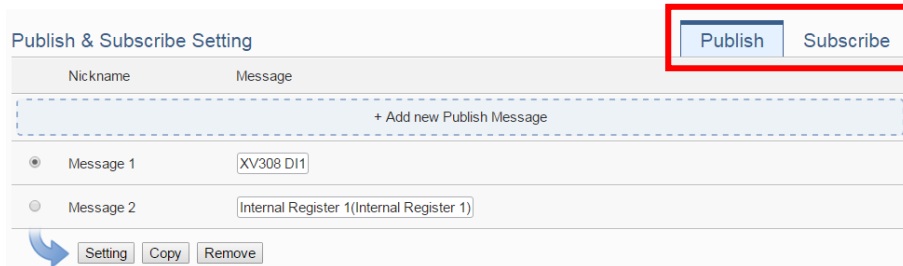 Publish & Subscribe Setting Publish Subscribe
Nickname Message
+ Add new Publish Message
Message 1 XV308 DI1
Message 2 Internal Register 1(Internal Register 1)
Setting Copy Remove